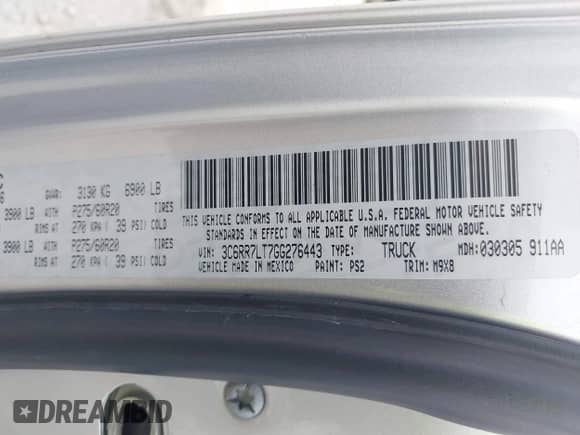 GVWR: 3130 KG 6900 LB
3900 LB WITH P275/60R20 TIRES
RIMS AT 270 KPA ( 39 PSI) COLD
3900 LB WITH P275/60R20 TIRES
RIMS AT 270 KPA ( 39 PSI) COLD
THIS VEHICLE CONFORMS TO ALL APPLICABLE U.S.A. FEDERAL MOTOR VEHICLE SAFETY
STANDARDS IN EFFECT ON THE DATE OF MANUFACTURE SHOWN ABOVE.
VIN: 3C6RR7LT7GG276443 TYPE: TRUCK MDH: 030305 911AA
VEHICLE MADE IN MEXICO PAINT: PS2 TRIM: M9X8
DREAMBID